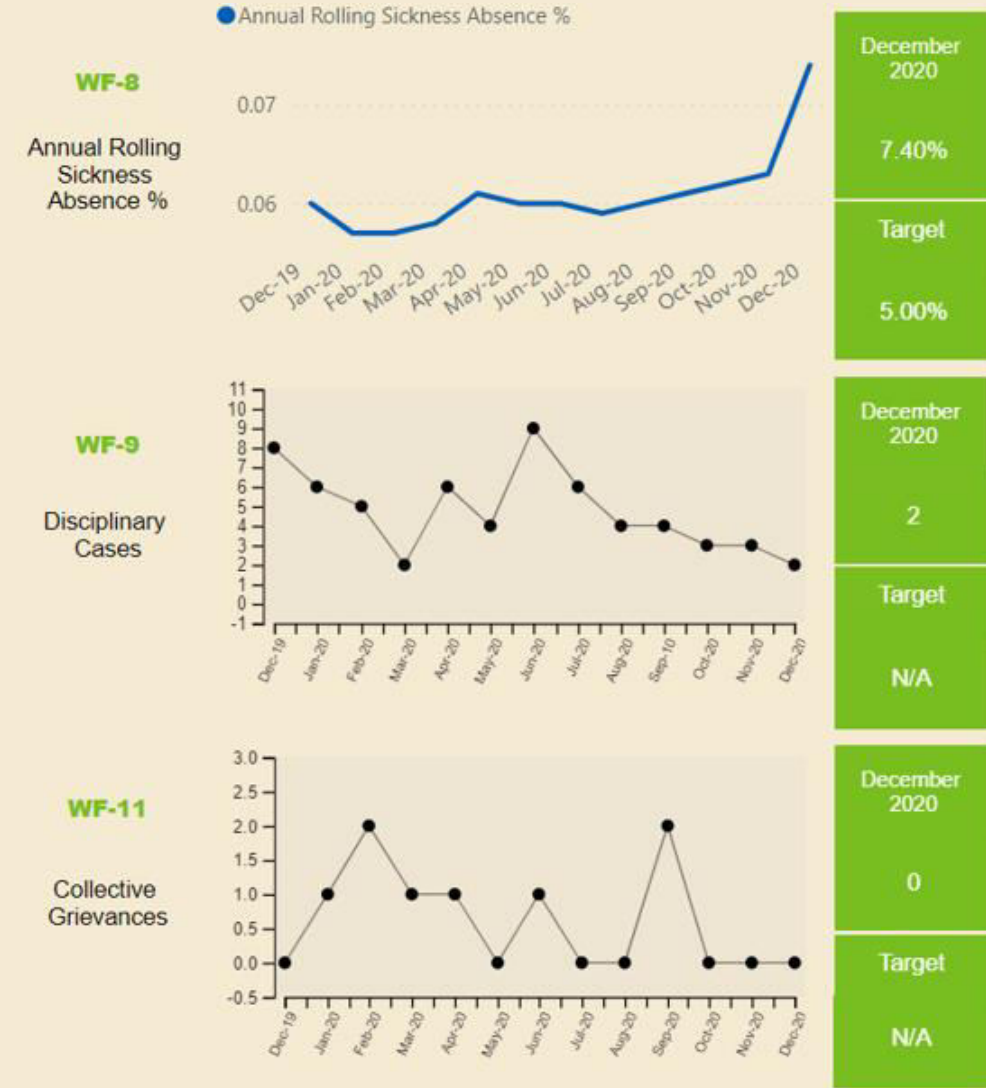 Annual Rolling Sickness Absence %
WF-8
Annual Rolling
Sickness
Absence %
0.07
0.06
Dec-19 Jan-20 Feb-20 Mar-20 Apr-20 May-20 Jun-20 Jul-20 Aug-20 Sep-20 Oct-20 Nov-20 Dec-20
December
2020
7.40%
Target
5.00%
WF-9
Disciplinary
Cases
11
10
9
8
7
6
5
4
3
2
1
0
-1
Dec-19 Jan-20 Feb-20 Mar-20 Apr-20 May-20 Jun-20 Jul-20 Aug-20 Sep-10 Oct-20 Nov-20 Dec-20
December
2020
2
Target
N/A
WF-11
Collective
Grievances
3.0
2.5
2.0
1.5
1.0
0.5
0.0
-0.5
Dec-19 Jan-20 Feb-20 Mar-20 Apr-20 May-20 Jun-20 Jul-20 Aug-20 Sep-20 Oct-20 Nov-20 Dec-20
December
2020
0
Target
N/A